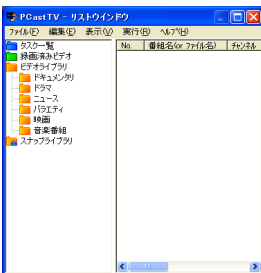 PCastTV - リストウインドウ
ファイル(F) 編集(E) 表示(V) 実行(R) ヘルプ(H)
タスク一覧
録画済みビデオ
ビデオライブラリ
ドキュメンタリ
ドラマ
ニュース
バラエティ
映画
音楽番組
スナップライブラリ
No. 番組名(or ファイル名) チャンネル